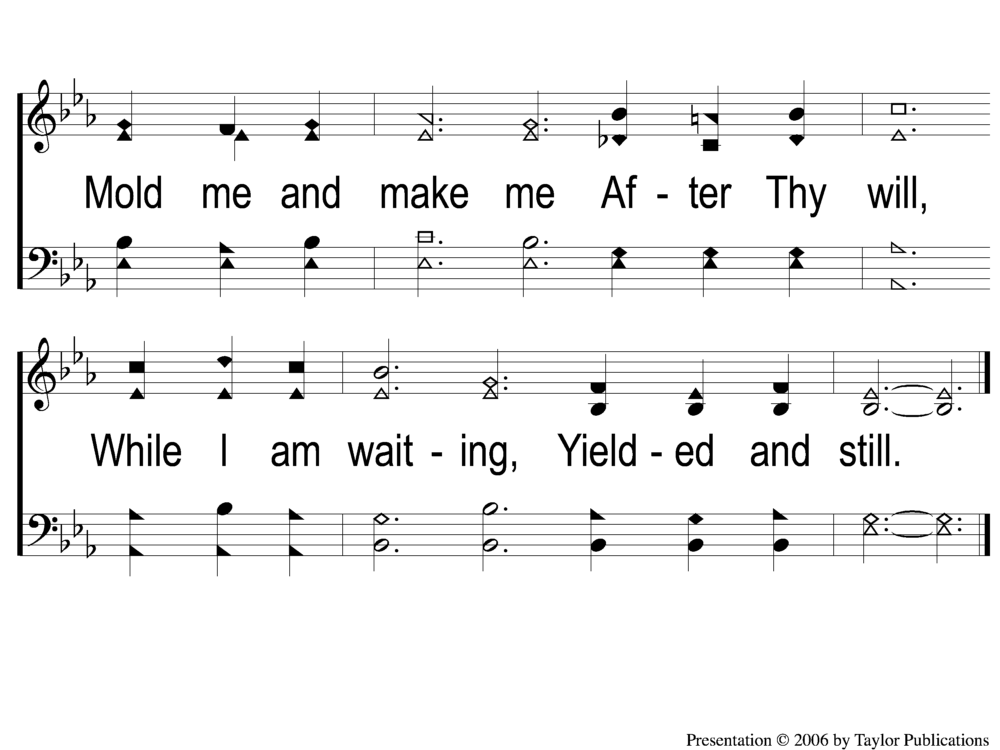 Mold me and make me Af - ter Thy will,
While I am wait - ing, Yield - ed and still.
Presentation © 2006 by Taylor Publications